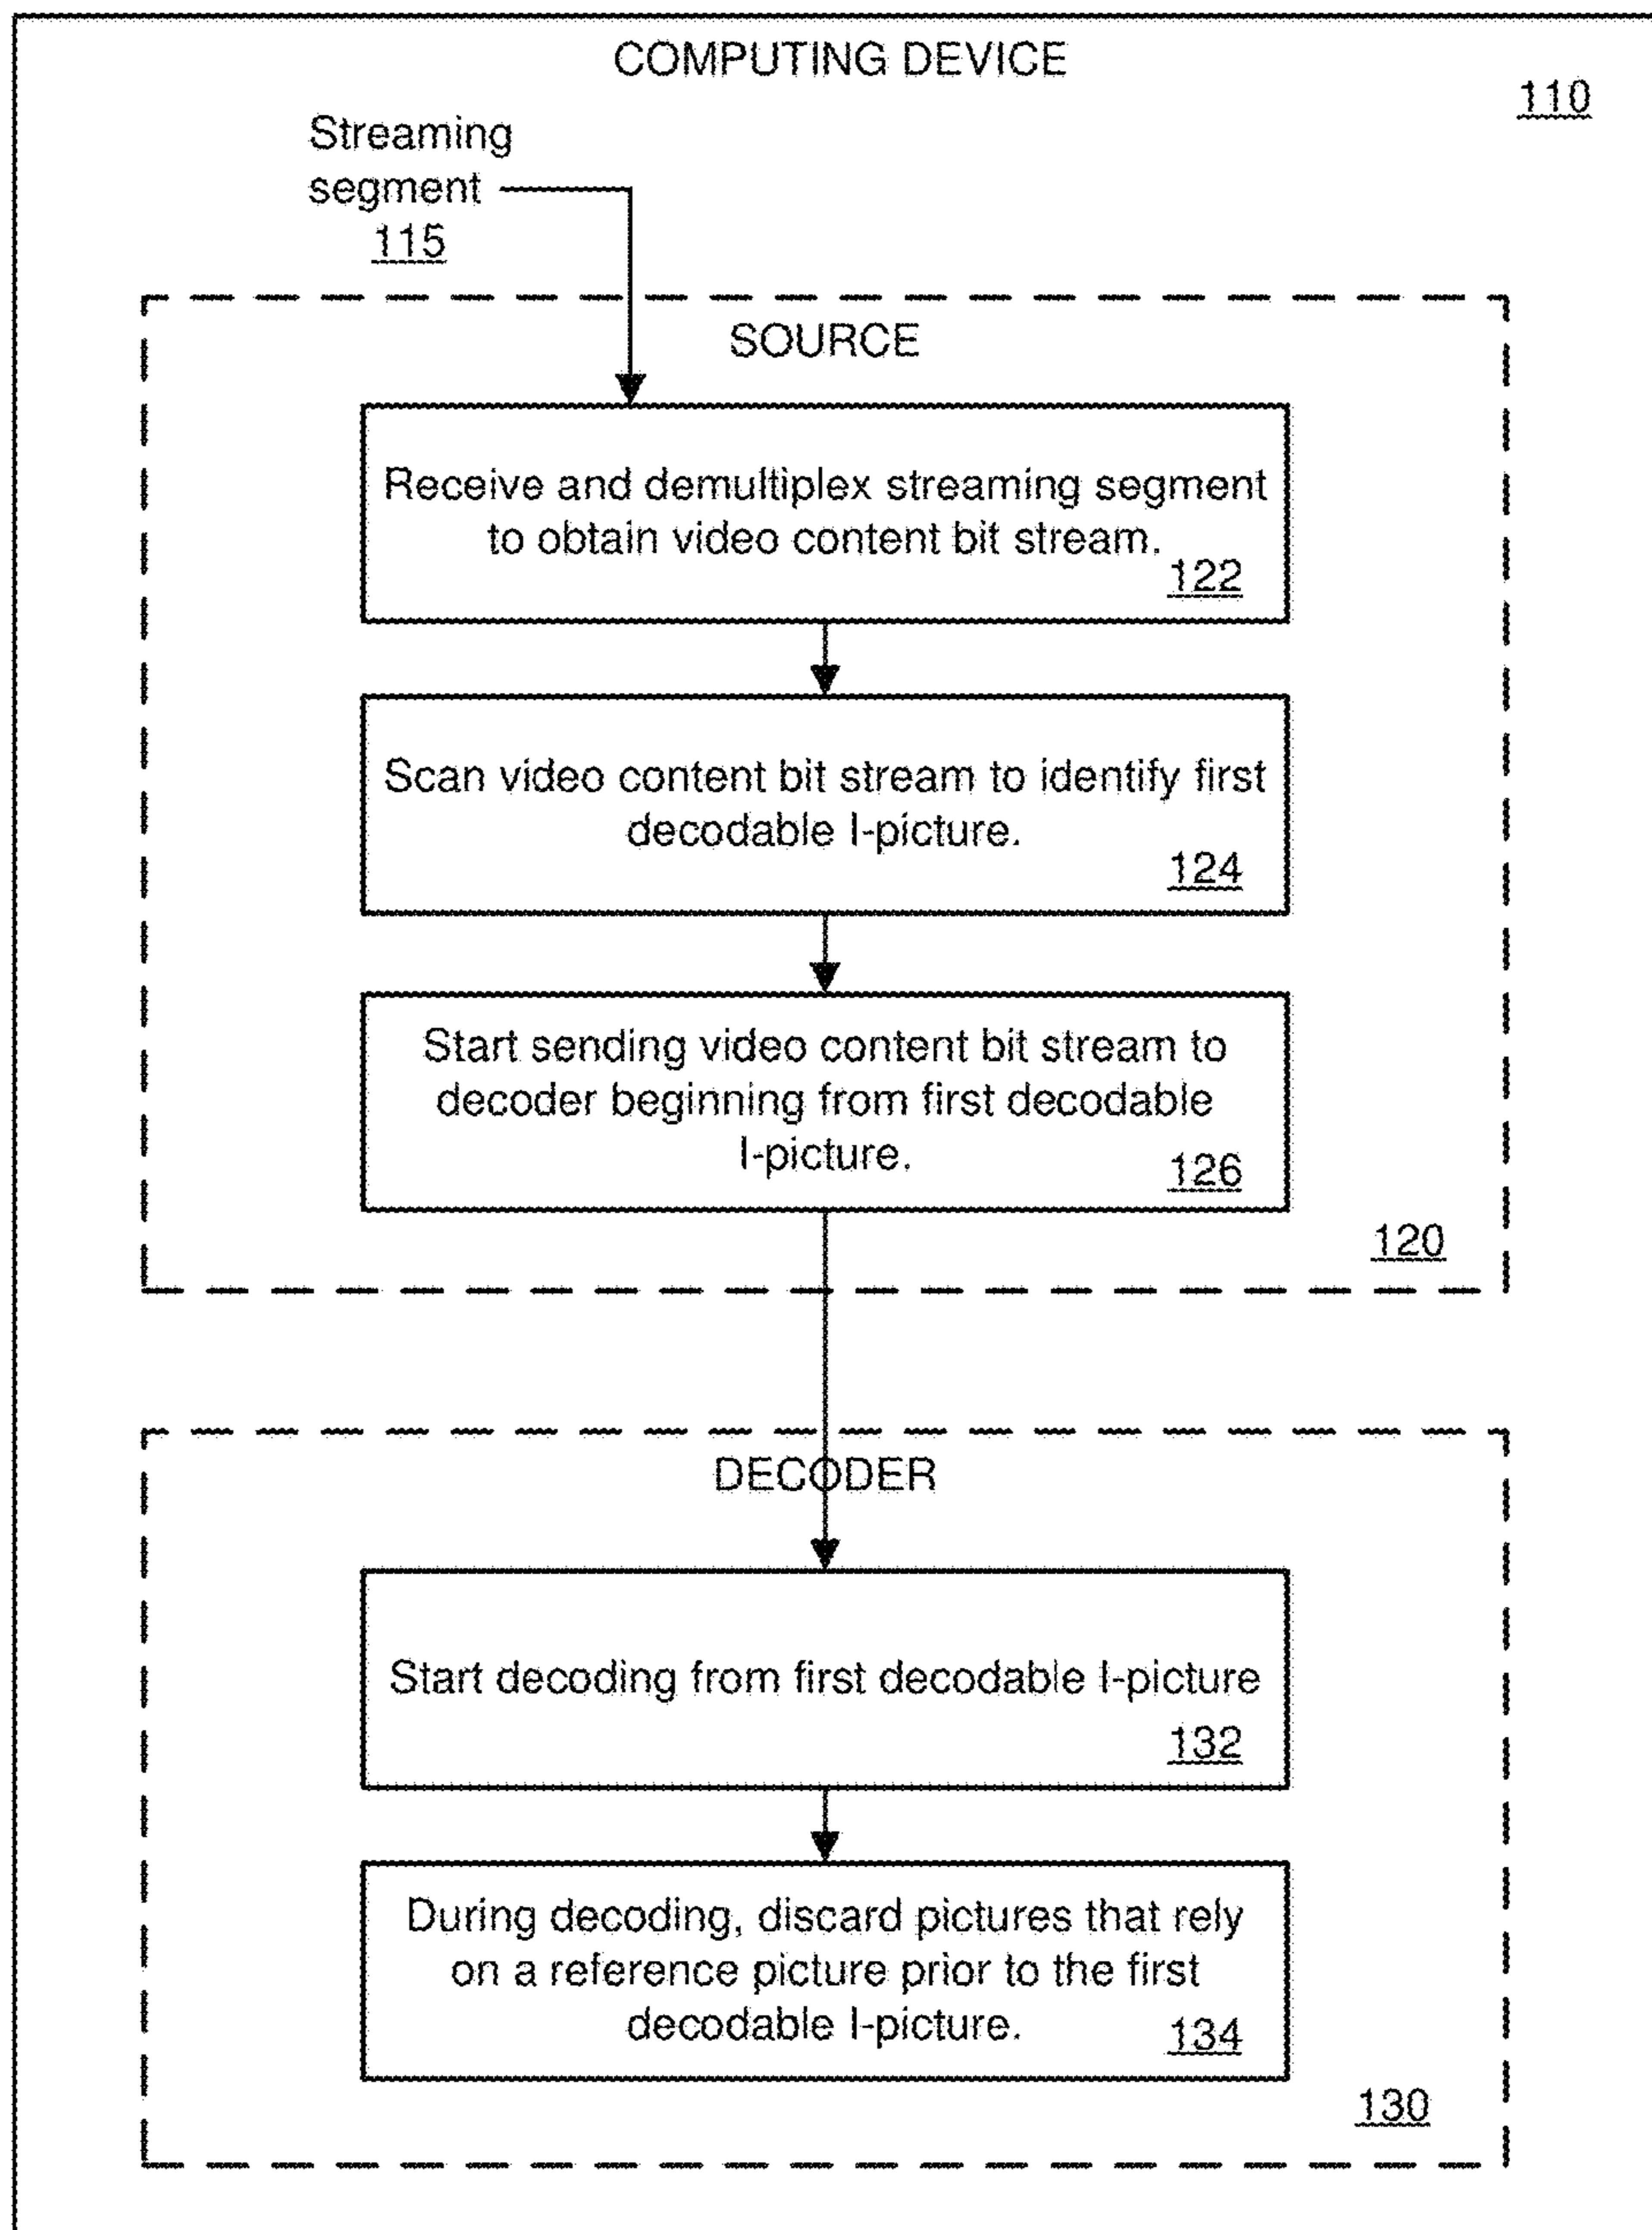 COMPUTING DEVICE
110
Streaming
segment
115
SOURCE
Receive and demultiplex streaming segment
to obtain video content bit stream.
122
Scan video content bit stream to identify first
decodable I-picture.
124
Start sending video content bit stream to
decoder beginning from first decodable
I-picture.
126
120
DECODER
Start decoding from first decodable I-picture
132
During decoding, discard pictures that rely
on a reference picture prior to the first
decodable I-picture.
134
130